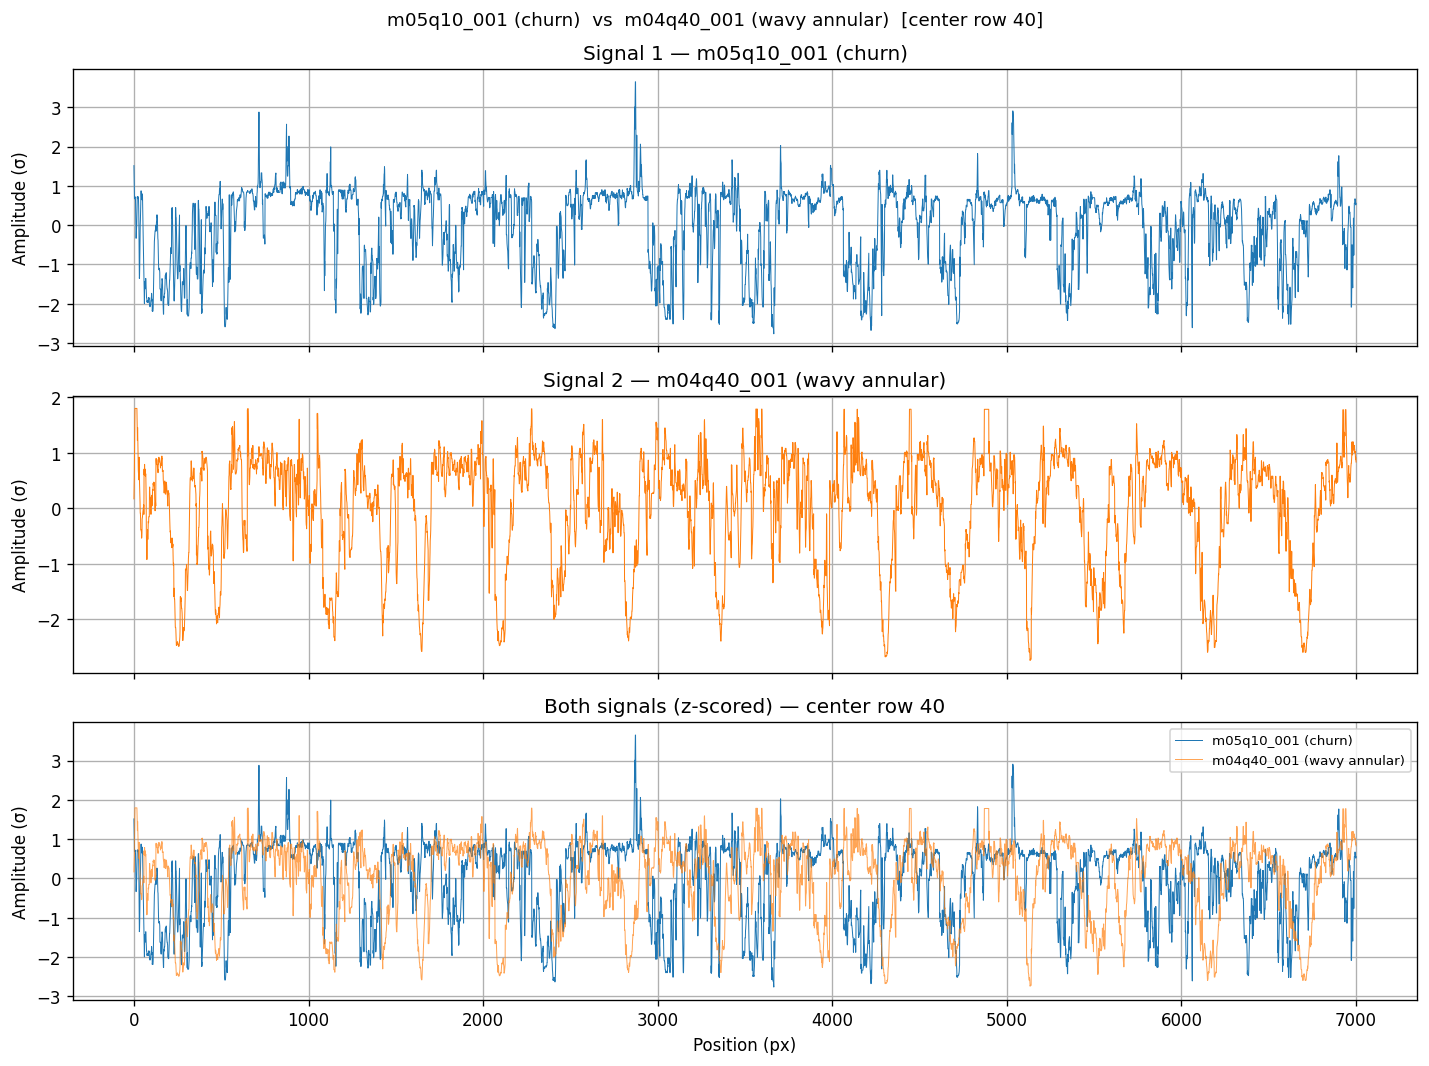 m05q10_001 (churn)  vs  m04q40_001 (wavy annular)  [center row 40]
Signal 1 — m05q10_001 (churn)
Amplitude (σ)
3
2
1
0
−1
−2
−3
Signal 2 — m04q40_001 (wavy annular)
Amplitude (σ)
2
1
0
−1
−2
Both signals (z-scored) — center row 40
m05q10_001 (churn)
m04q40_001 (wavy annular)
Amplitude (σ)
3
2
1
0
−1
−2
−3
0 1000 2000 3000 4000 5000 6000 7000
Position (px)